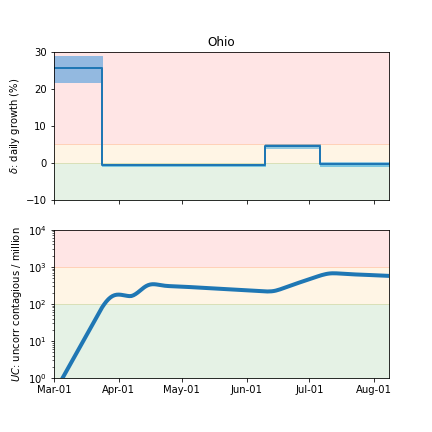 Ohio
δ: daily growth (%)
30
20
10
0
−10
UC: uncorr contagious / million
10⁴
10³
10²
10¹
10⁰
Mar-01 Apr-01 May-01 Jun-01 Jul-01 Aug-01